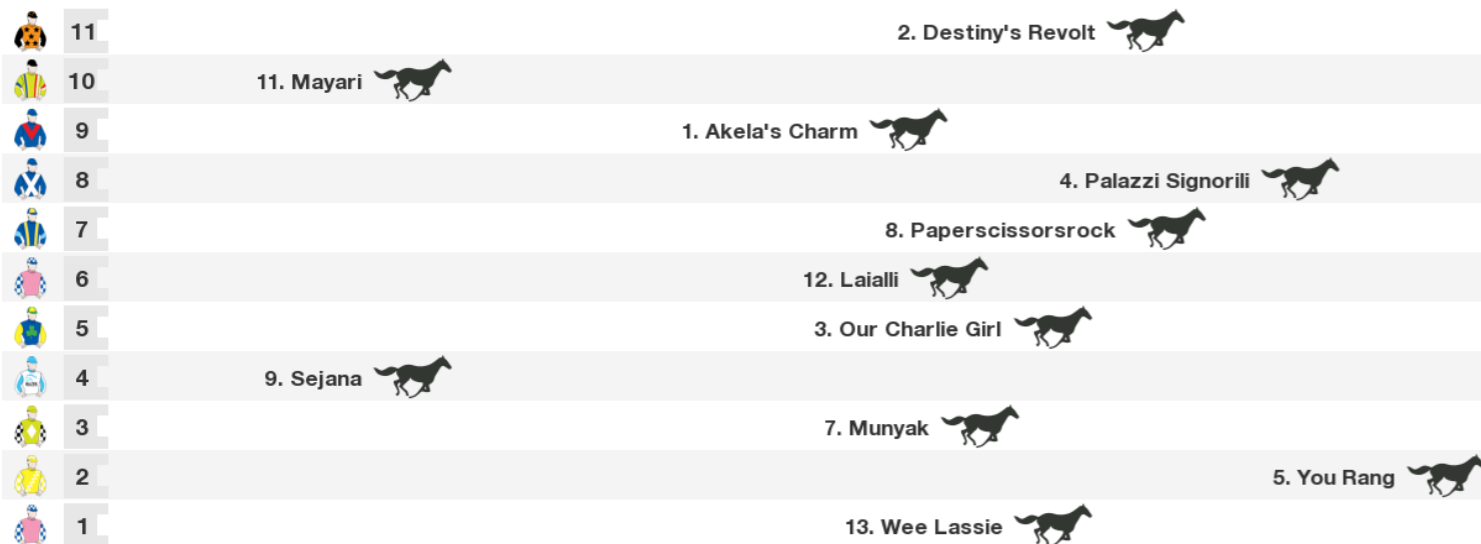 11 2. Destiny's Revolt
10 11. Mayari
9 1. Akela's Charm
8 4. Palazzi Signorili
7 8. Paperscissorsrock
6 12. Laialli
5 3. Our Charlie Girl
4 9. Sejana
3 7. Munyak
2 5. You Rang
1 13. Wee Lassie